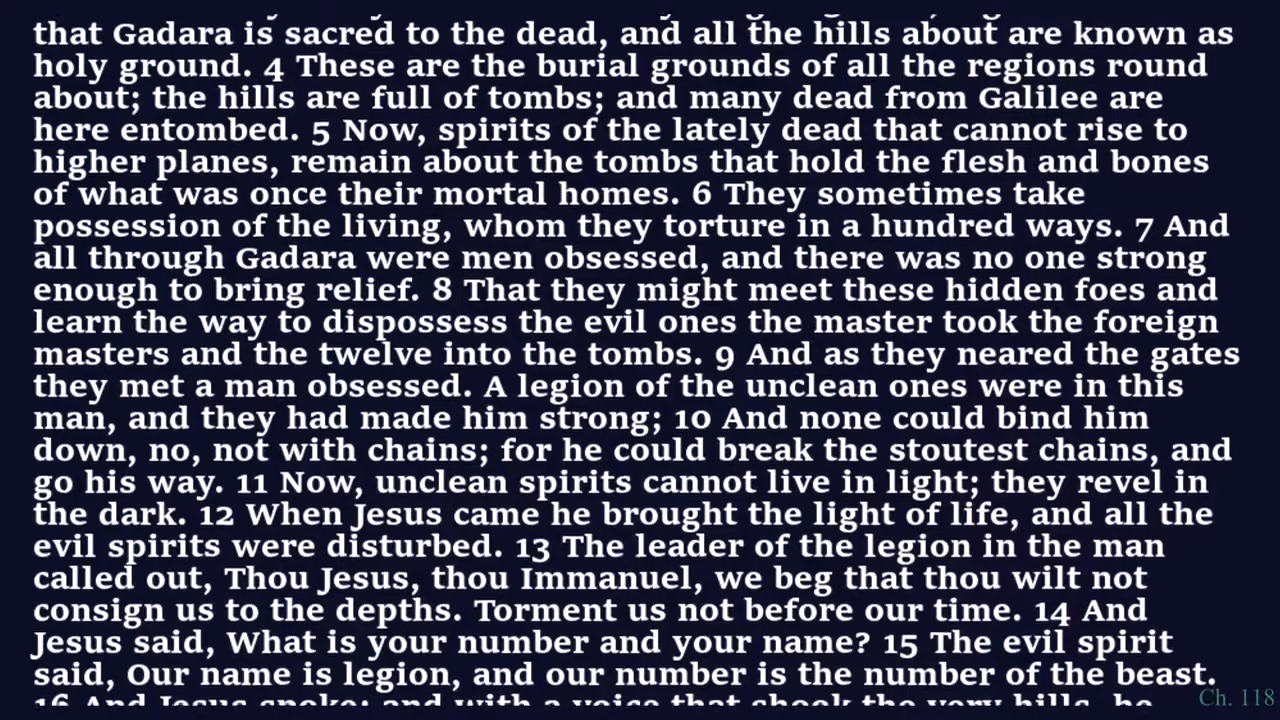 that Gadara is sacred to the dead, and all the hills about are known as
holy ground. 4 These are the burial grounds of all the regions round
about; the hills are full of tombs; and many dead from Galilee are
here entombed. 5 Now, spirits of the lately dead that cannot rise to
higher planes, remain about the tombs that hold the flesh and bones
of what was once their mortal homes. 6 They sometimes take
possession of the living, whom they torture in a hundred ways. 7 And
all through Gadara were men obsessed, and there was no one strong
enough to bring relief. 8 That they might meet these hidden foes and
learn the way to dispossess the evil ones the master took the foreign
masters and the twelve into the tombs. 9 And as they neared the gates
they met a man obsessed. A legion of the unclean ones were in this
man, and they had made him strong; 10 And none could bind him
down, no, not with chains; for he could break the stoutest chains, and
go his way. 11 Now, unclean spirits cannot live in light; they revel in
the dark. 12 When Jesus came he brought the light of life, and all the
evil spirits were disturbed. 13 The leader of the legion in the man
called out, Thou Jesus, thou Immanuel, we beg that thou wilt not
consign us to the depths. Torment us not before our time. 14 And
Jesus said, What is your number and your name? 15 The evil spirit
said, Our name is legion, and our number is the number of the beast.
16 And Jesus spoke; and with a voice that shook the very hills, he
Ch. 118